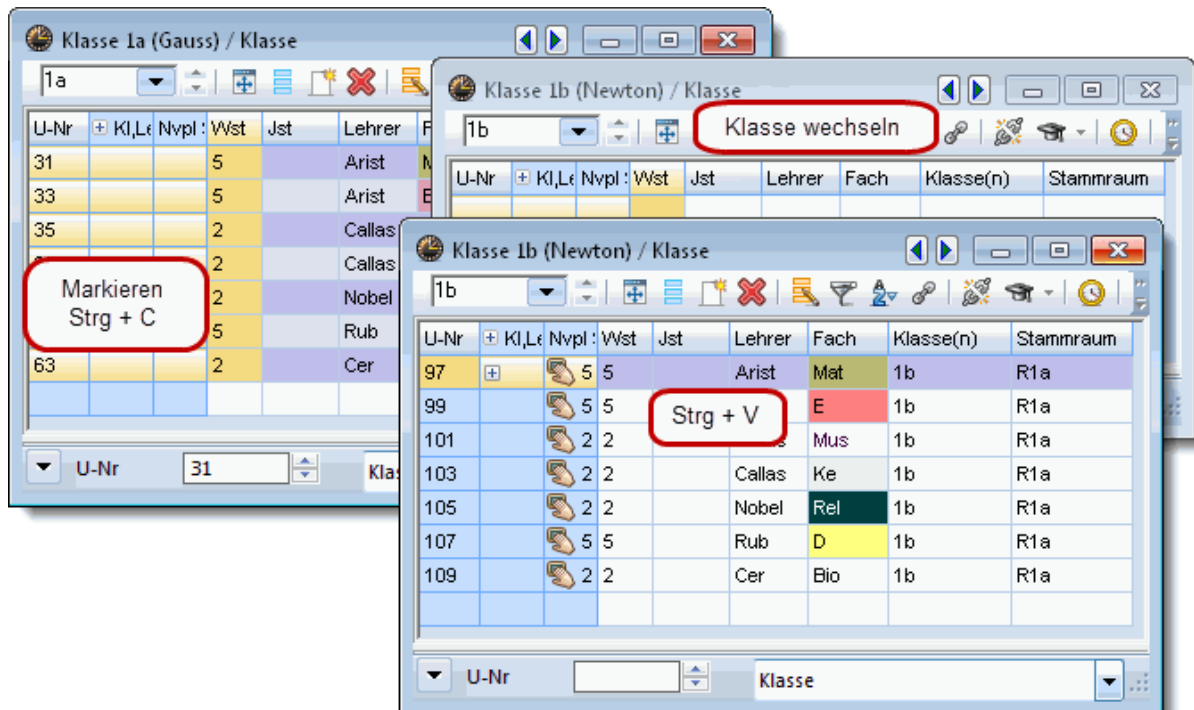 Klasse 1a (Gauss) / Klasse
1a
U-Nr Kl,Le Nvpl Wst Jst Lehrer
31 5 Arist
33 5 Arist
35 2 Callas
2 Callas
2 Nobel
5 Rub
63 2 Cer
Markieren
Strg + C
U-Nr 31
Klasse 1b (Newton) / Klasse
1b
Klasse wechseln
U-Nr Kl,Le Nvpl Wst Jst Lehrer Fach Klasse(n) Stammraum
Klasse 1b (Newton) / Klasse
1b
U-Nr Kl,Le Nvpl Wst Jst Lehrer Fach Klasse(n) Stammraum
97 5 5 Arist Mat 1b R1a
99 5 5 E 1b R1a
101 2 2 Mus 1b R1a
103 2 2 Callas Ke 1b R1a
105 2 2 Nobel Rel 1b R1a
107 5 5 Rub D 1b R1a
109 2 2 Cer Bio 1b R1a
Strg + V
U-Nr Klasse